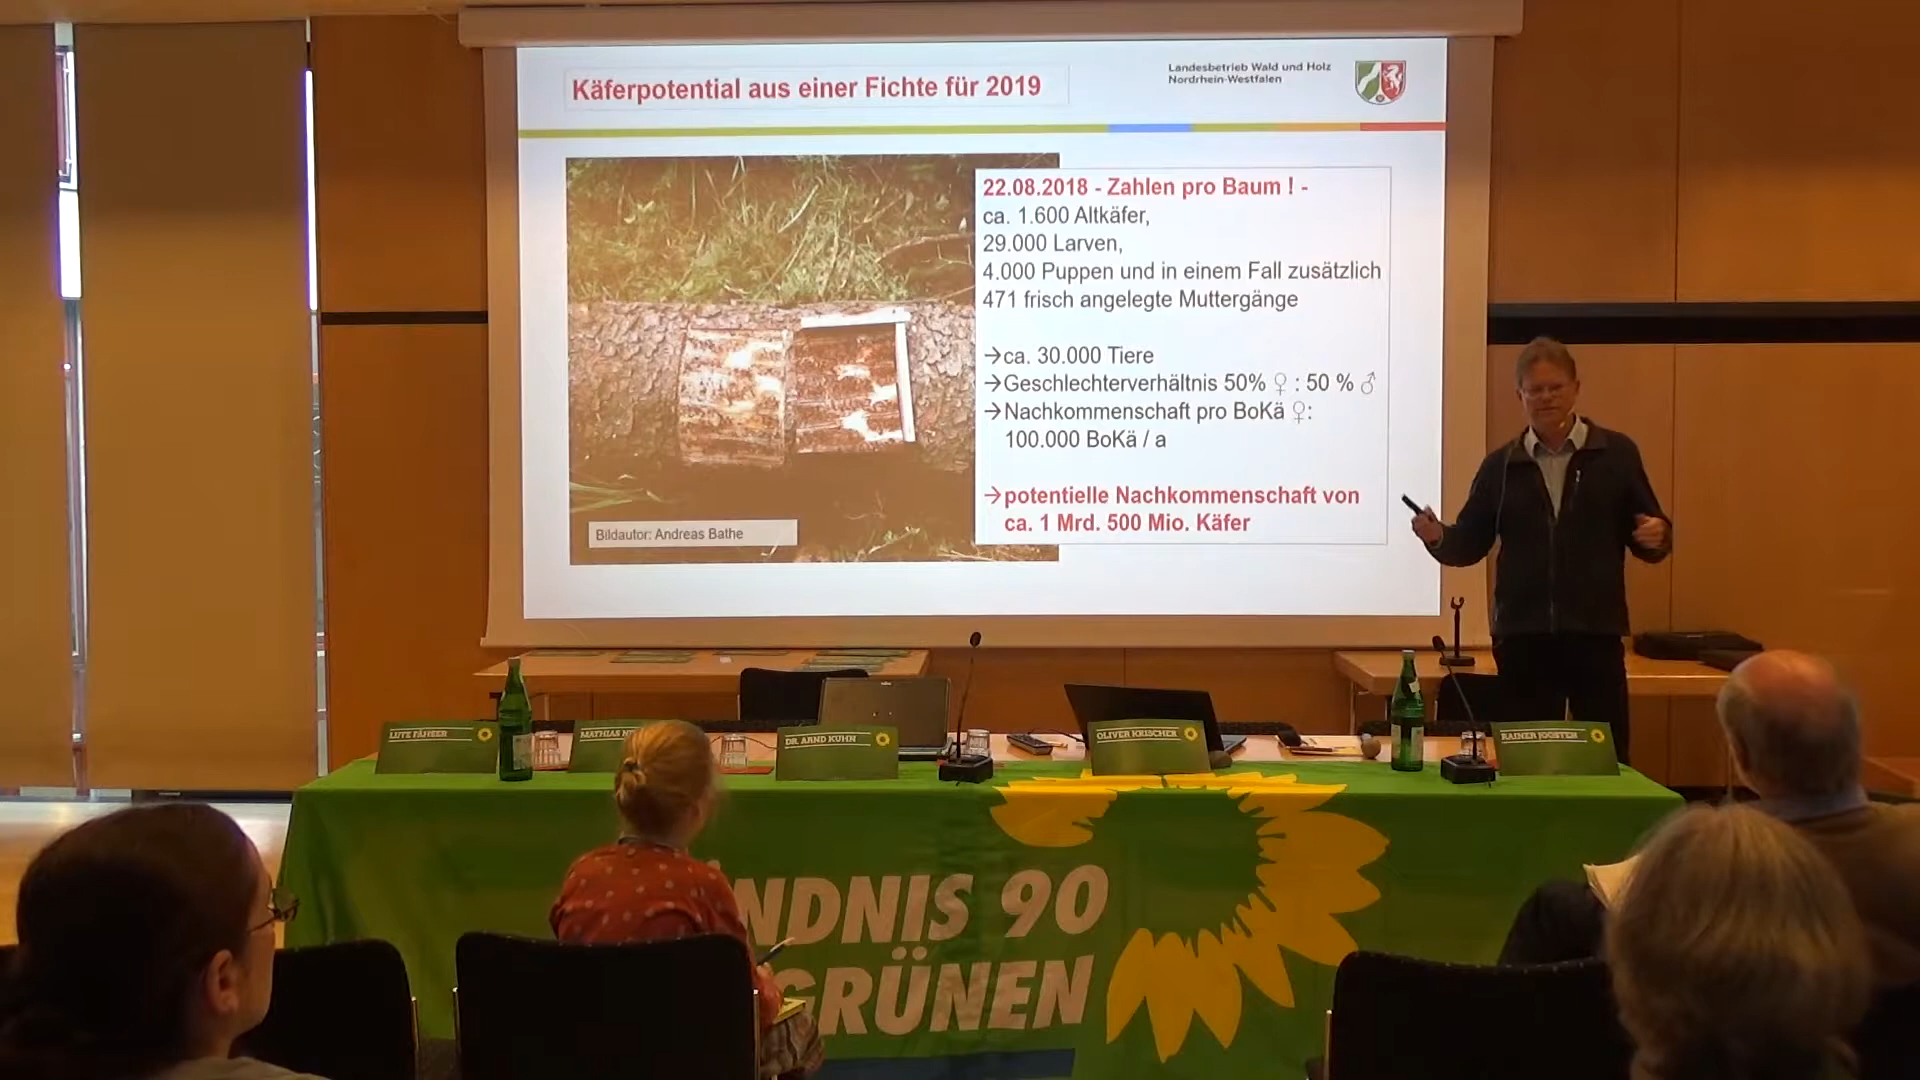 Käferpotential aus einer Fichte für 2019
Landesbetrieb Wald und Holz
Nordrhein-Westfalen
22.08.2018 - Zahlen pro Baum ! -
ca. 1.600 Altkäfer,
29.000 Larven,
4.000 Puppen und in einem Fall zusätzlich
471 frisch angelegte Muttergänge
→ca. 30.000 Tiere
→Geschlechterverhältnis 50% ♀ : 50 % ♂
→Nachkommenschaft pro BoKä ♀:
100.000 BoKä / a
→potentielle Nachkommenschaft von
ca. 1 Mrd. 500 Mio. Käfer
Bildautor: Andreas Bathe
MATHIAS
DR. ARND KUHN
OLIVER KRISCHER
RAINER JOOSTEN
NDNIS 90
GRÜNEN